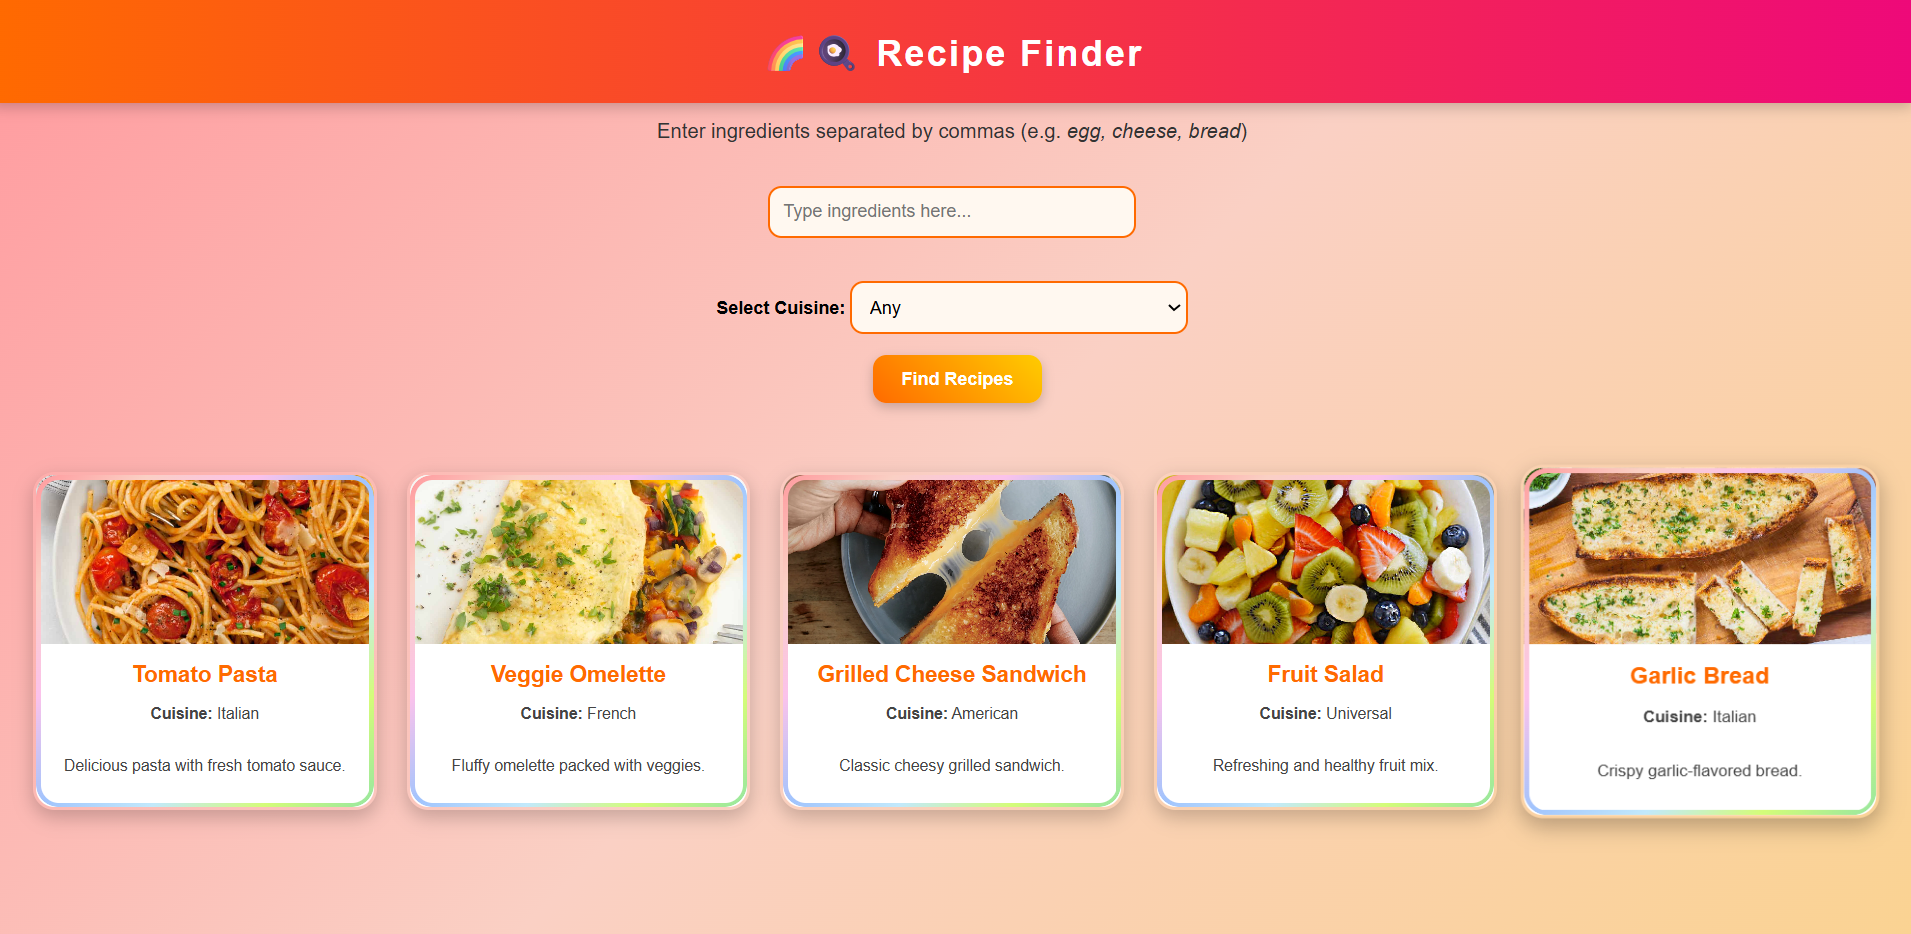 Recipe Finder
Enter ingredients separated by commas (e.g. egg, cheese, bread)
Type ingredients here...
Select Cuisine: Any
Find Recipes
Tomato Pasta
Cuisine: Italian
Delicious pasta with fresh tomato sauce.
Veggie Omelette
Cuisine: French
Fluffy omelette packed with veggies.
Grilled Cheese Sandwich
Cuisine: American
Classic cheesy grilled sandwich.
Fruit Salad
Cuisine: Universal
Refreshing and healthy fruit mix.
Garlic Bread
Cuisine: Italian
Crispy garlic-flavored bread.